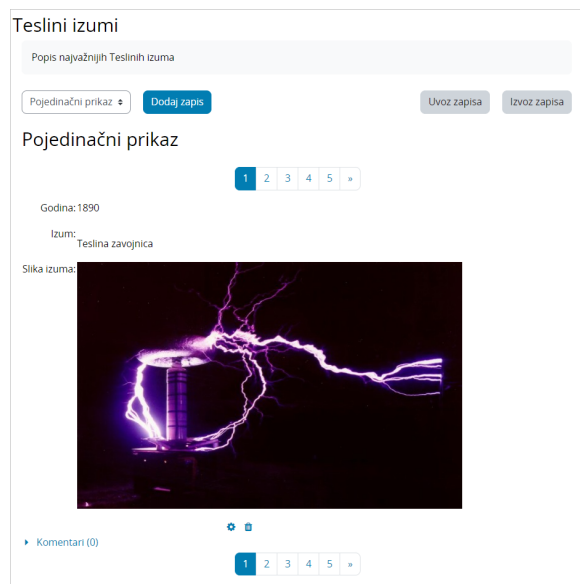 Teslini izumi
Popis najvažnijih Teslinih izuma
Pojedinačni prikaz Dodaj zapis Uvoz zapisa Izvoz zapisa
Pojedinačni prikaz
1 2 3 4 5 »
Godina: 1890
Izum: Teslina zavojnica
Slika izuma:
Komentari (0)
1 2 3 4 5 »